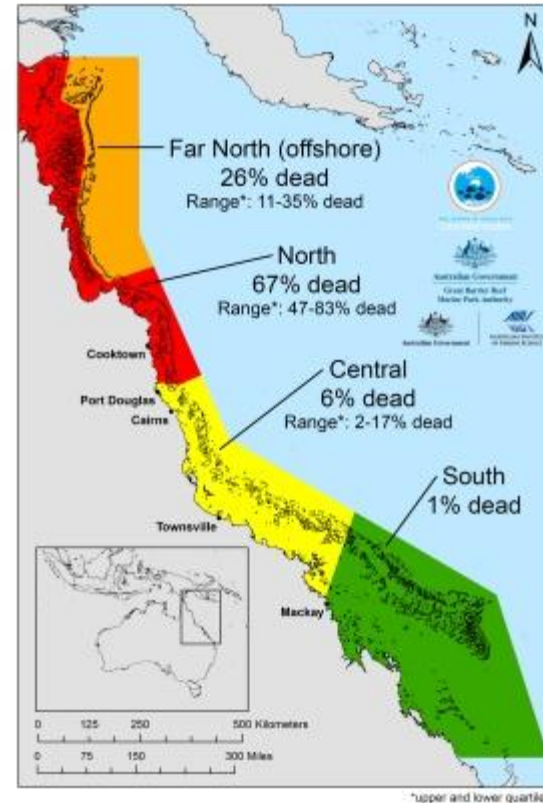 N
Far North (offshore)
26% dead
Range*: 11-35% dead
North
67% dead
Range*: 47-83% dead
Australian Government
Great Barrier Reef
Marine Park Authority
Australian Government
Cooktown
Port Douglas
Cairns
Central
6% dead
Range*: 2-17% dead
South
1% dead
Townsville
Mackay
0 125 250 500 Kilometers
0 75 150 300 Miles
*upper and lower quartile